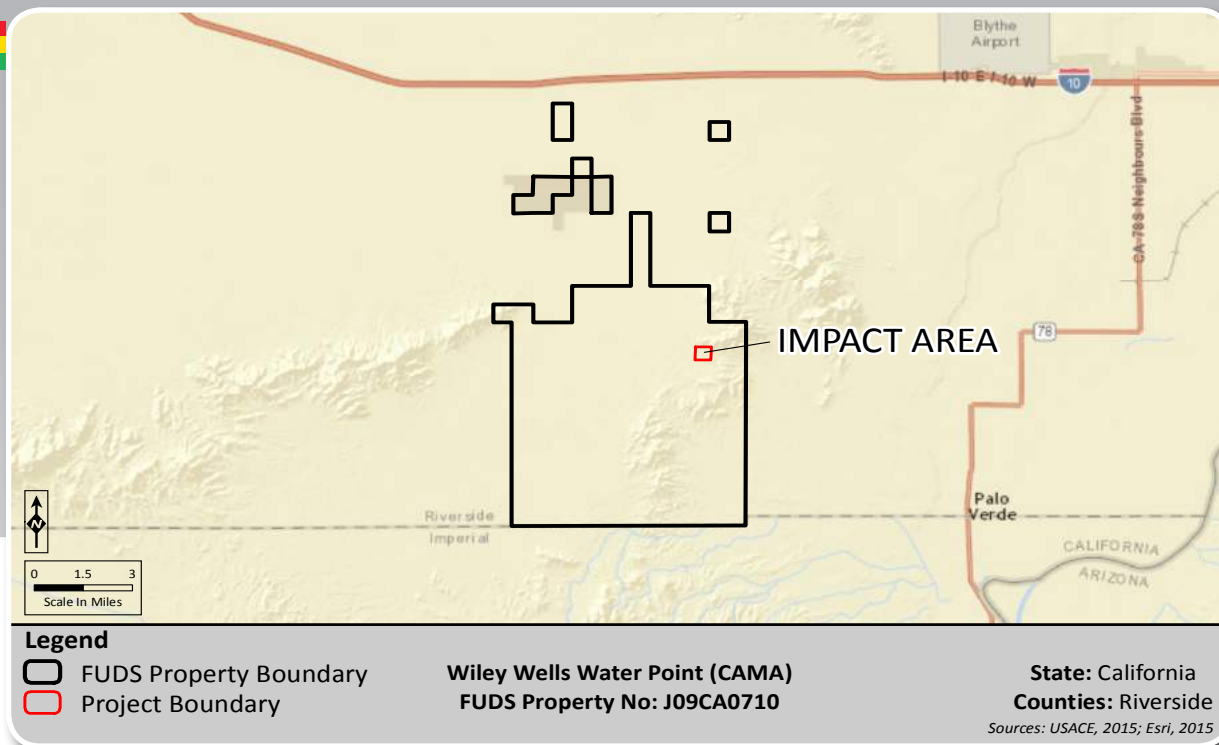 Blythe
Airport
I-10 E I-10 W
10
CA-78S Neighbours Blvd
78
IMPACT AREA
Palo
Verde
Riverside
Imperial
CALIFORNIA
ARIZONA
N
0 1.5 3
Scale In Miles
Legend
FUDS Property Boundary
Project Boundary
Wiley Wells Water Point (CAMA)
FUDS Property No: J09CA0710
State: California
Counties: Riverside
Sources: USACE, 2015; Esri, 2015